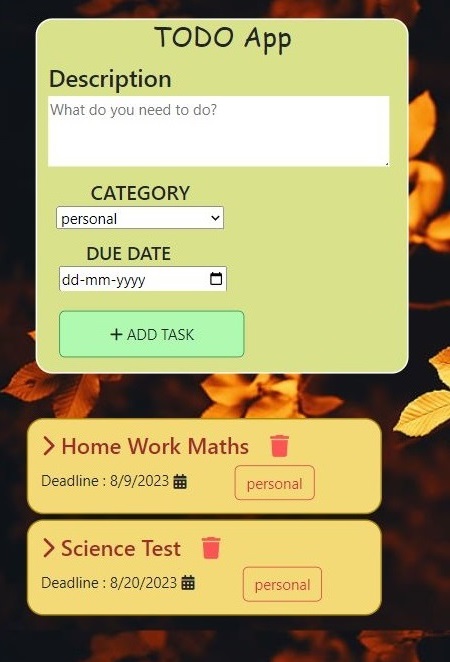 TODO App
Description
What do you need to do?
CATEGORY
personal
DUE DATE
dd-mm-yyyy
+ ADD TASK
Home Work Maths
Deadline : 8/9/2023
personal
Science Test
Deadline : 8/20/2023
personal